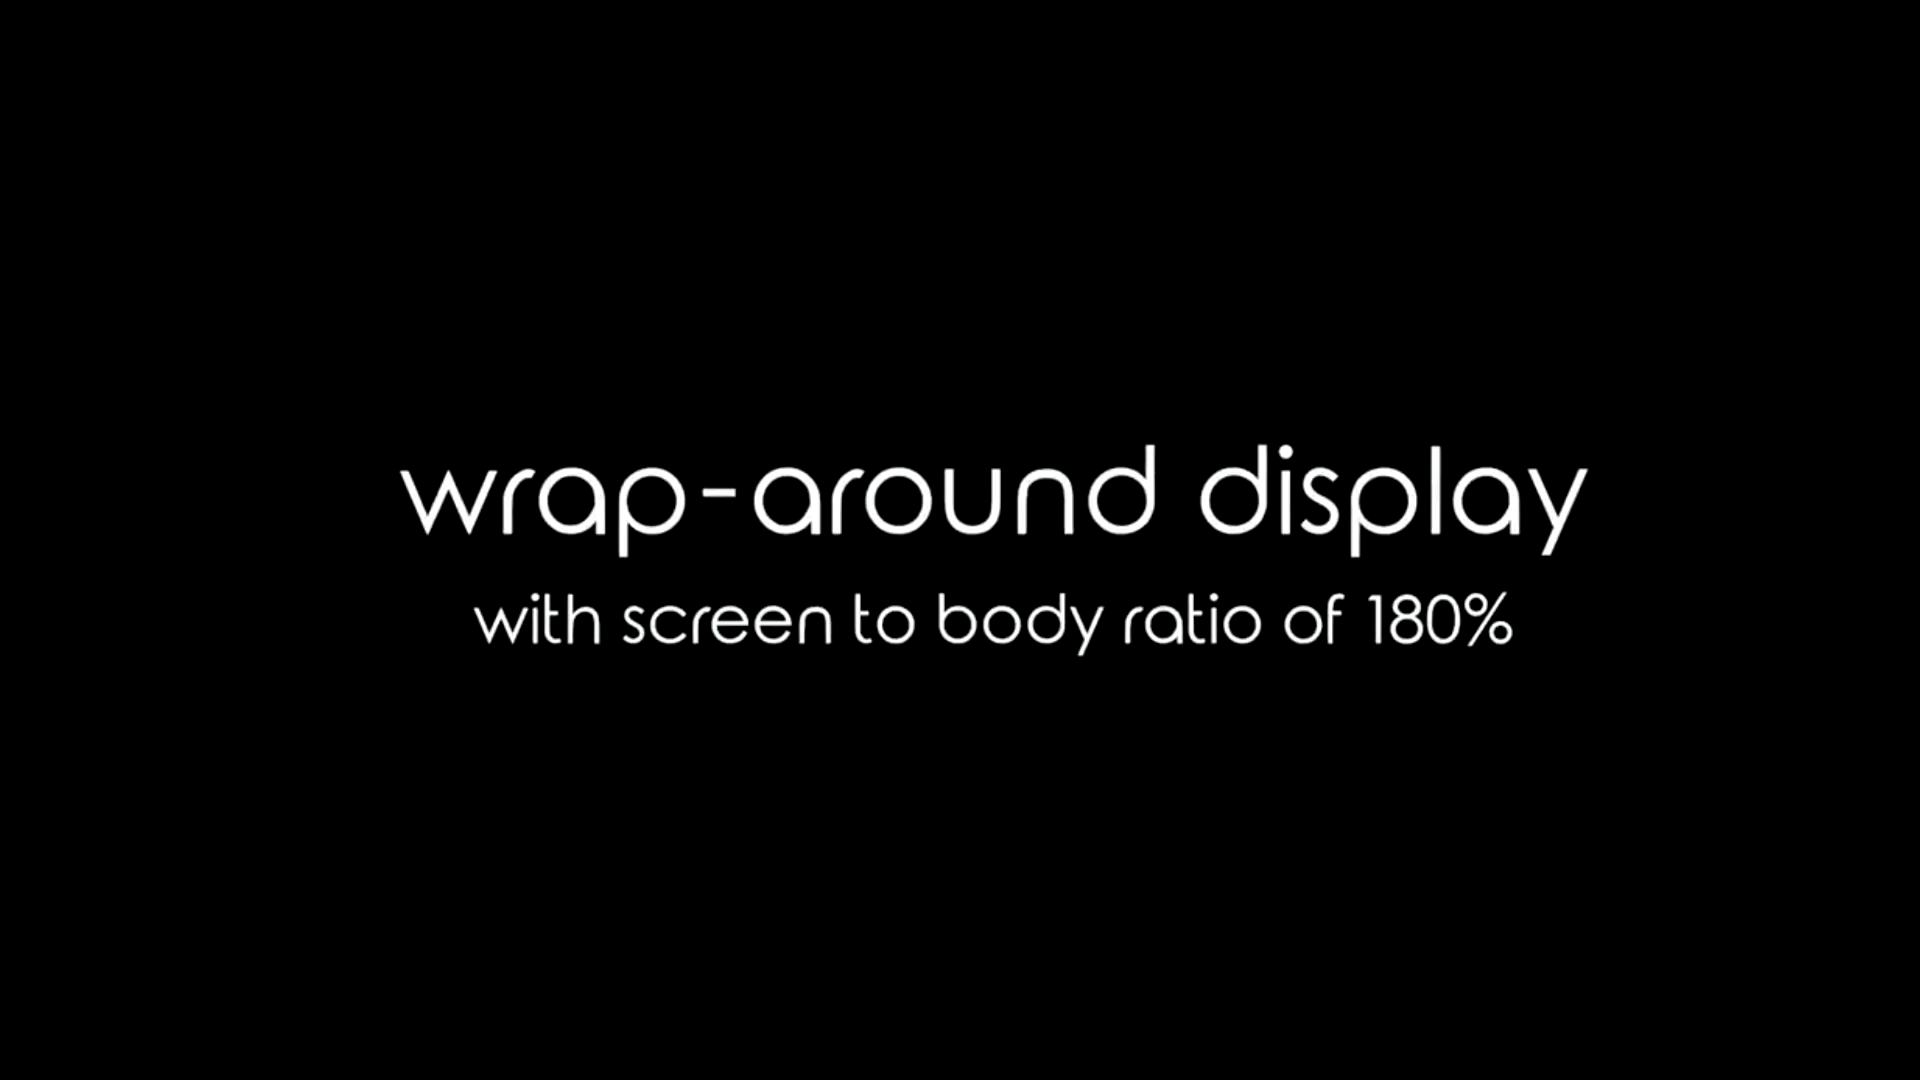 wrap-around display
with screen to body ratio of 180%